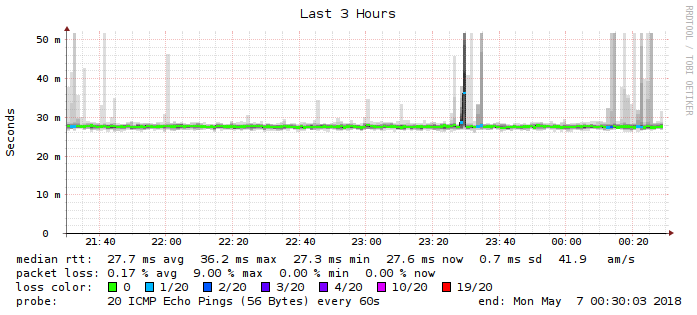 Last 3 Hours
RRDTOOL / TOBI OETIKER
Seconds
50 m
40 m
30 m
20 m
10 m
0
21:40 22:00 22:20 22:40 23:00 23:20 23:40 00:00 00:20
median rtt: 27.7 ms avg 36.2 ms max 27.3 ms min 27.6 ms now 0.7 ms sd 41.9 am/s
packet loss: 0.17 % avg 9.00 % max 0.00 % min 0.00 % now
loss color: 0 1/20 2/20 3/20 4/20 10/20 19/20
probe: 20 ICMP Echo Pings (56 Bytes) every 60s end: Mon May 7 00:30:03 2018